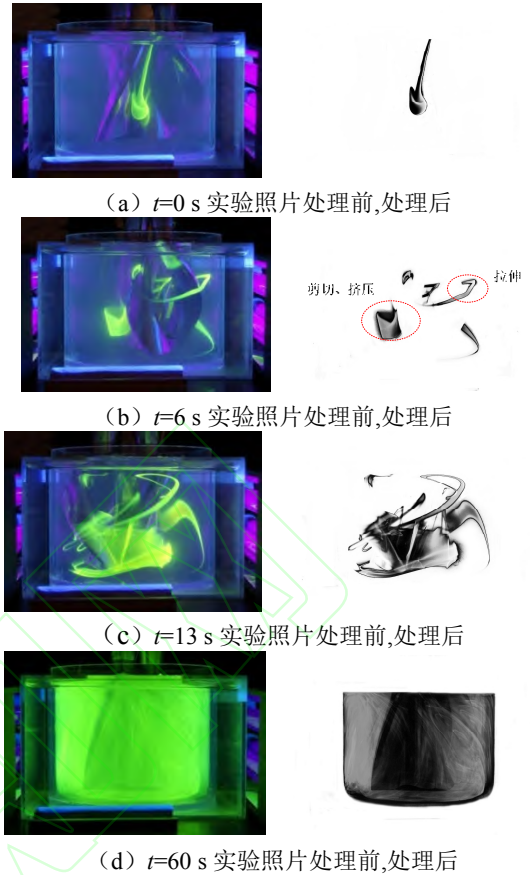 （a）t=0 s 实验照片处理前,处理后
剪切、挤压
拉伸
（b）t=6 s 实验照片处理前,处理后
（c）t=13 s 实验照片处理前,处理后
（d）t=60 s 实验照片处理前,处理后